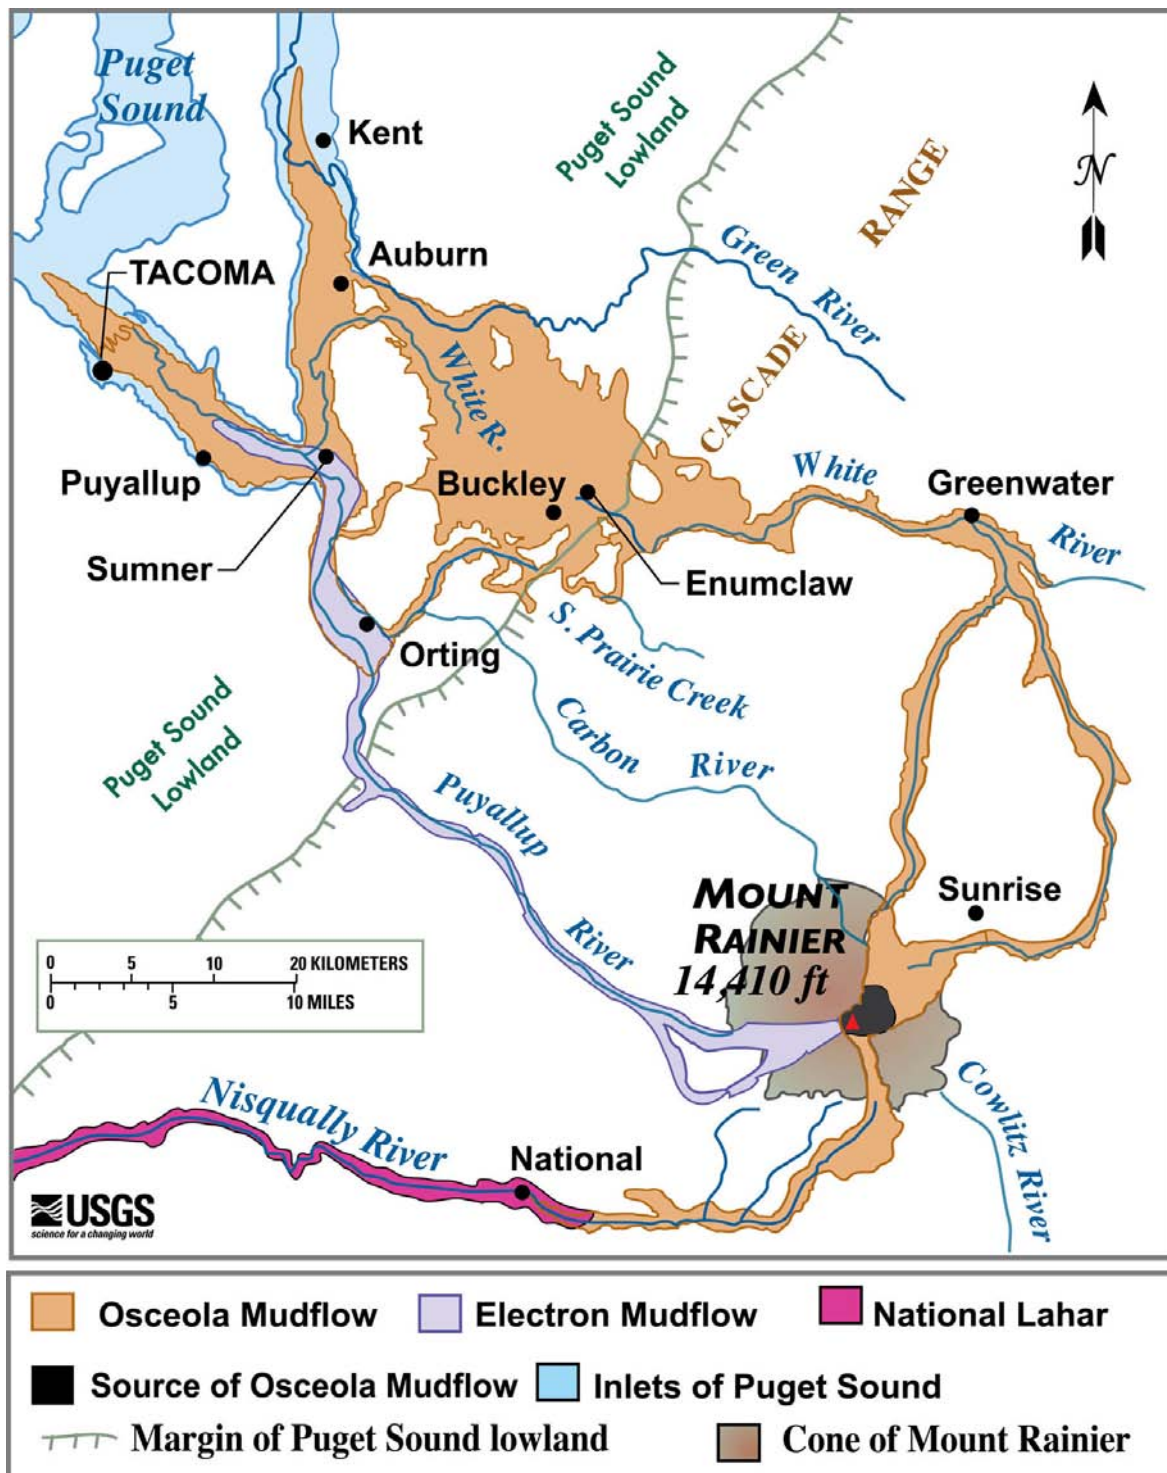 Puget
Sound
Kent
Puget Sound
Lowland
N
RANGE
Green River
Auburn
TACOMA
CASCADE
White R.
White
River
Greenwater
Buckley
Puyallup
Sumner
Enumclaw
S. Prairie Creek
Orting
Carbon
River
Puget Sound
Lowland
Puyallup
River
MOUNT
RAINIER
14,410 ft
Sunrise
0 5 10 20 KILOMETERS
0 5 10 MILES
Cowlitz River
Nisqually River
National
USGS
science for a changing world
Osceola Mudflow
Electron Mudflow
National Lahar
Source of Osceola Mudflow
Inlets of Puget Sound
Margin of Puget Sound lowland
Cone of Mount Rainier